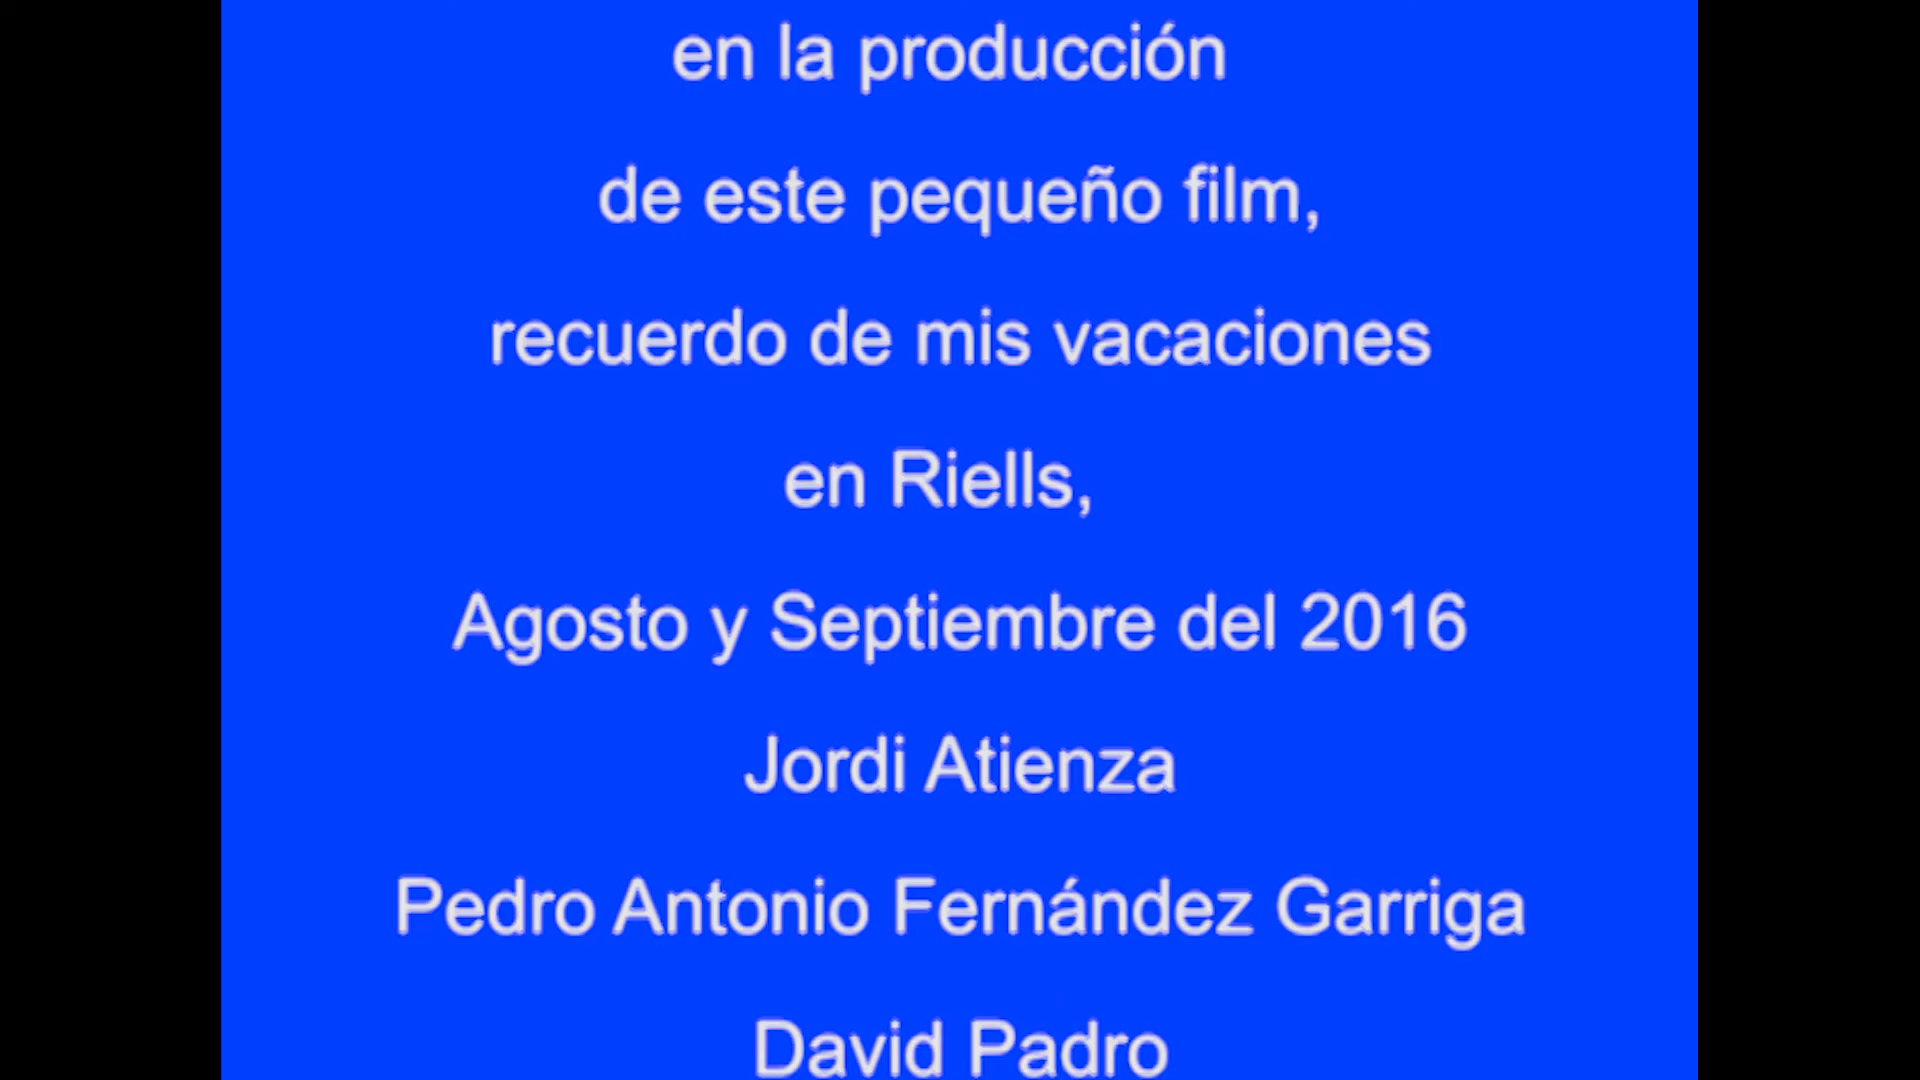 en la producción
de este pequeño film,
recuerdo de mis vacaciones
en Riells,
Agosto y Septiembre del 2016
Jordi Atienza
Pedro Antonio Fernández Garriga
David Padro